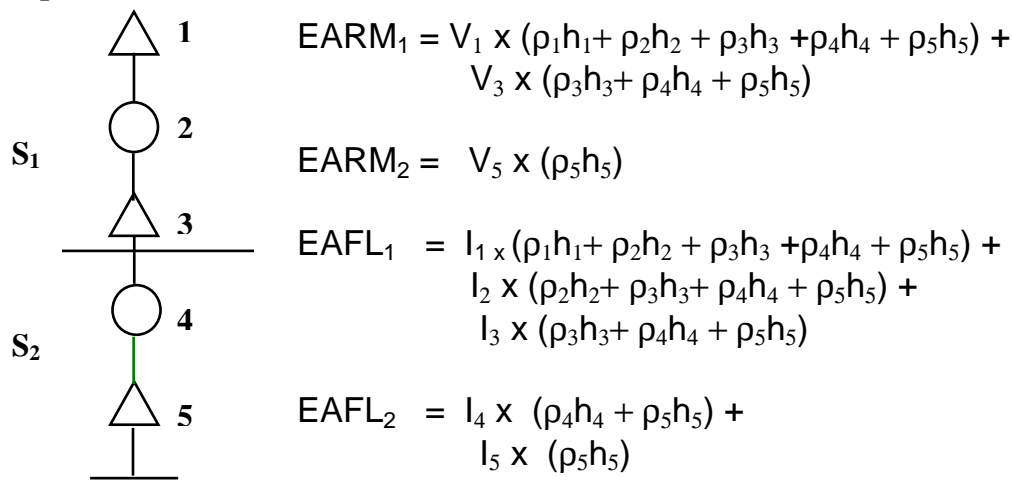 1
EARM₁ = V₁ x (ρ₁h₁+ ρ₂h₂ + ρ₃h₃ +ρ₄h₄ + ρ₅h₅) +
V₃ x (ρ₃h₃+ ρ₄h₄ + ρ₅h₅)
2
S₁
EARM₂ = V₅ x (ρ₅h₅)
3
EAFL₁ = I₁ x (ρ₁h₁+ ρ₂h₂ + ρ₃h₃ +ρ₄h₄ + ρ₅h₅) +
I₂ x (ρ₂h₂+ ρ₃h₃+ ρ₄h₄ + ρ₅h₅) +
4
I₃ x (ρ₃h₃+ ρ₄h₄ + ρ₅h₅)
S₂
5
EAFL₂ = I₄ x (ρ₄h₄ + ρ₅h₅) +
I₅ x (ρ₅h₅)